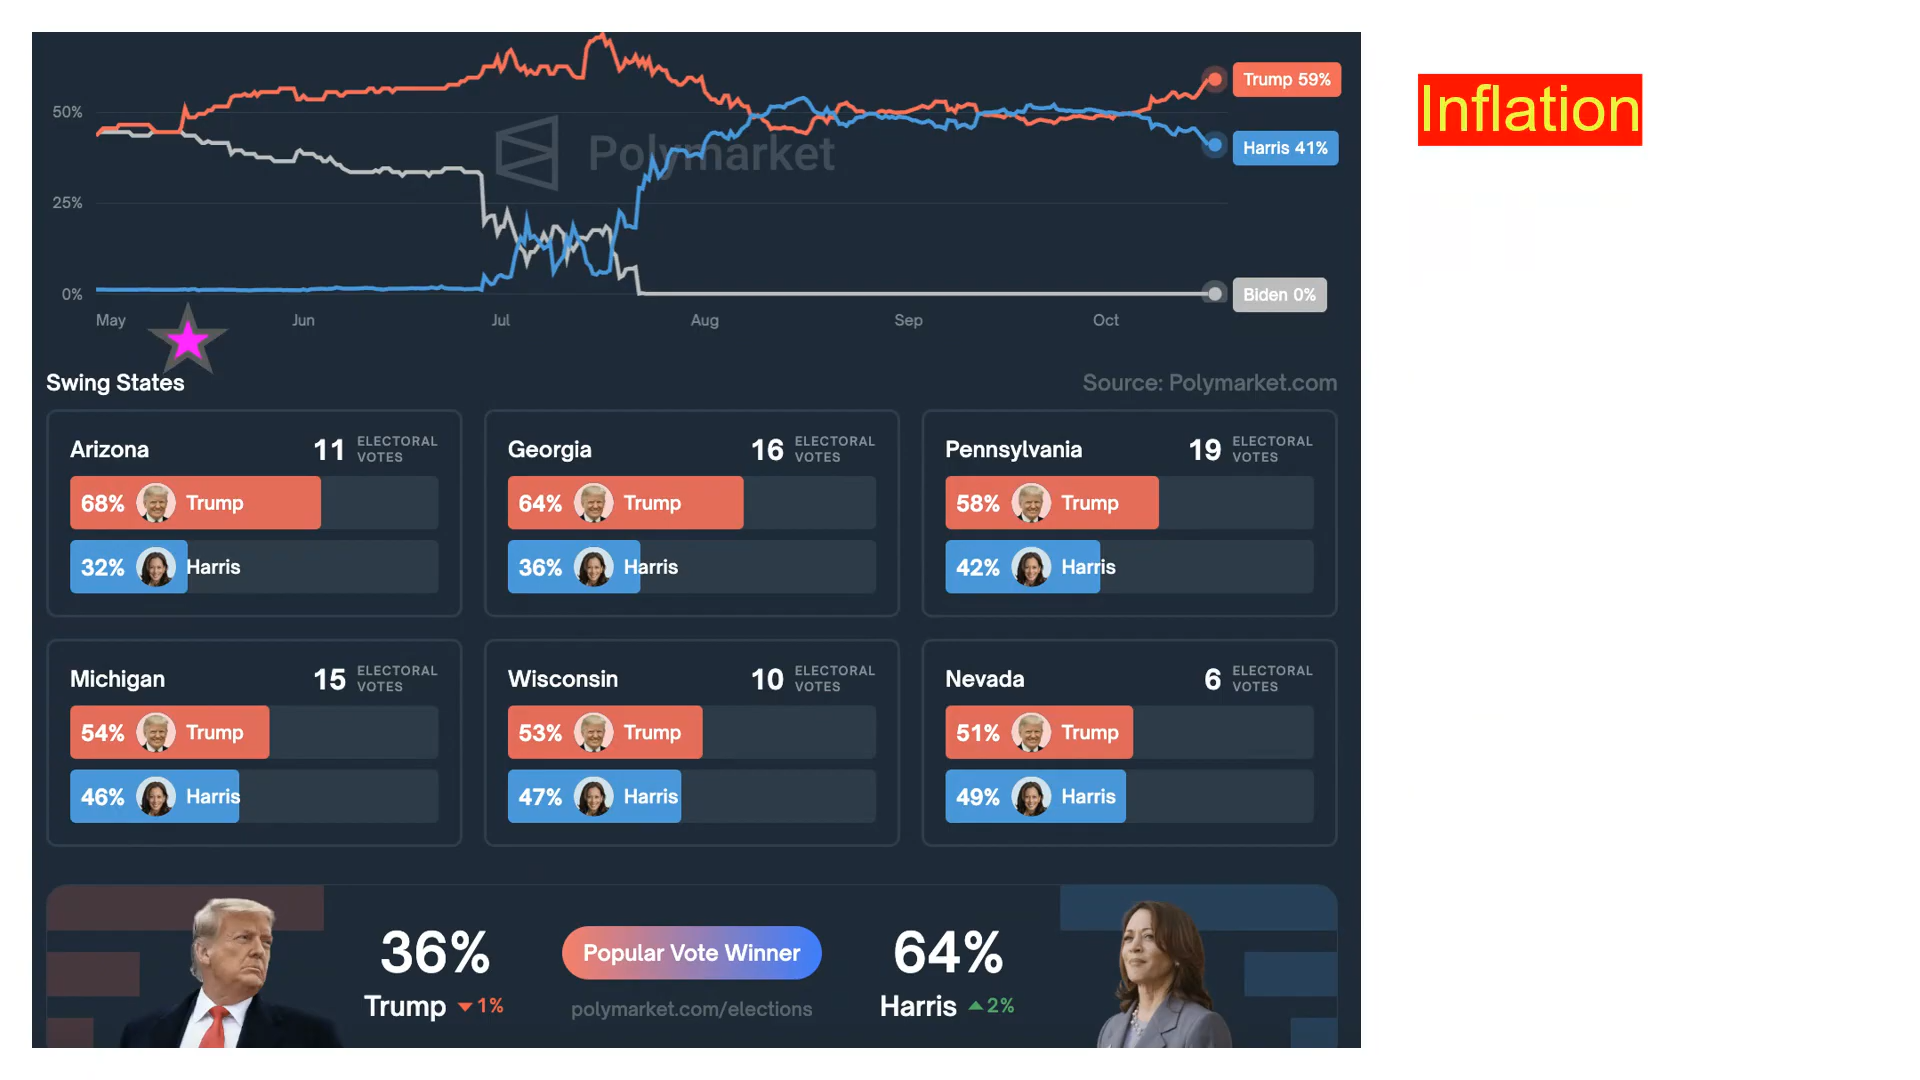 Inflation
Trump 59%
50%
Polymarket
Harris 41%
25%
0%
Biden 0%
May Jun Jul Aug Sep Oct
Swing States
Source: Polymarket.com
Arizona
11 ELECTORAL VOTES
68% Trump
32% Harris
Georgia
16 ELECTORAL VOTES
64% Trump
36% Harris
Pennsylvania
19 ELECTORAL VOTES
58% Trump
42% Harris
Michigan
15 ELECTORAL VOTES
54% Trump
46% Harris
Wisconsin
10 ELECTORAL VOTES
53% Trump
47% Harris
Nevada
6 ELECTORAL VOTES
51% Trump
49% Harris
36%
Trump 1%
Popular Vote Winner
polymarket.com/elections
64%
Harris 2%